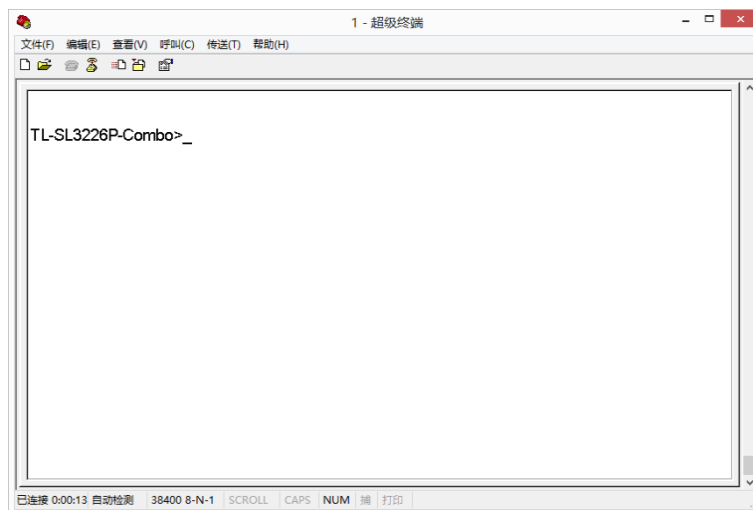 1 - 超级终端
文件(F) 编辑(E) 查看(V) 呼叫(C) 传送(T) 帮助(H)
TL-SL3226P-Combo>_
已连接 0:00:13 自动检测 38400 8-N-1 SCROLL CAPS NUM 捕 打印